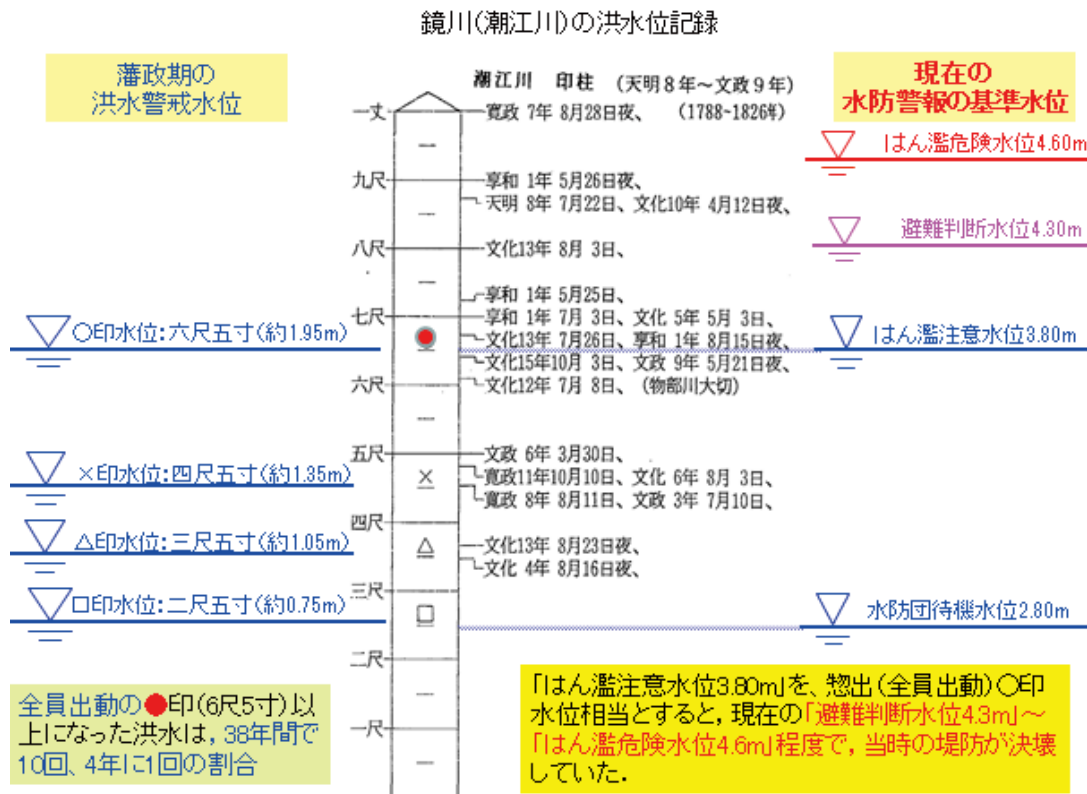 鏡川(潮江川)の洪水位記録
藩政期の
洪水警戒水位
潮江川 印柱 (天明8年~文政9年)
(1788~1826年)
現在の
水防警報の基準水位
一丈
寛政 7年 8月28日夜、
はん濫危険水位4.60m
九尺
享和 1年 5月26日夜、
天明 8年 7月22日、文化10年 4月12日夜、
避難判断水位4.30m
八尺
文化13年 8月 3日、
享和 1年 5月25日、
七尺
享和 1年 7月 3日、文化 5年 5月 3日、
〇印水位:六尺五寸(約1.95m)
文化13年 7月26日、享和 1年 8月15日夜、
はん濫注意水位3.80m
文化15年10月 3日、文政 9年 5月21日夜、
六尺
文化12年 7月 8日、(物部川大切)
五尺
文政 6年 3月30日、
×印水位:四尺五寸(約1.35m)
×
寛政11年10月10日、文化 6年 8月 3日、
寛政 8年 8月11日、文政 3年 7月10日、
四尺
△印水位:三尺五寸(約1.05m)
△
文化13年 8月23日夜、
文化 4年 8月16日夜、
三尺
□印水位:二尺五寸(約0.75m)
□
水防団待機水位2.80m
二尺
一尺
全員出動の●印(6尺5寸)以
上になった洪水は,38年間で
10回、4年に1回の割合
「はん濫注意水位3.80m」を、惣出(全員出動)〇印
水位相当とすると,現在の「避難判断水位4.3m」~
「はん濫危険水位4.6m」程度で,当時の堤防が決壊
していた.